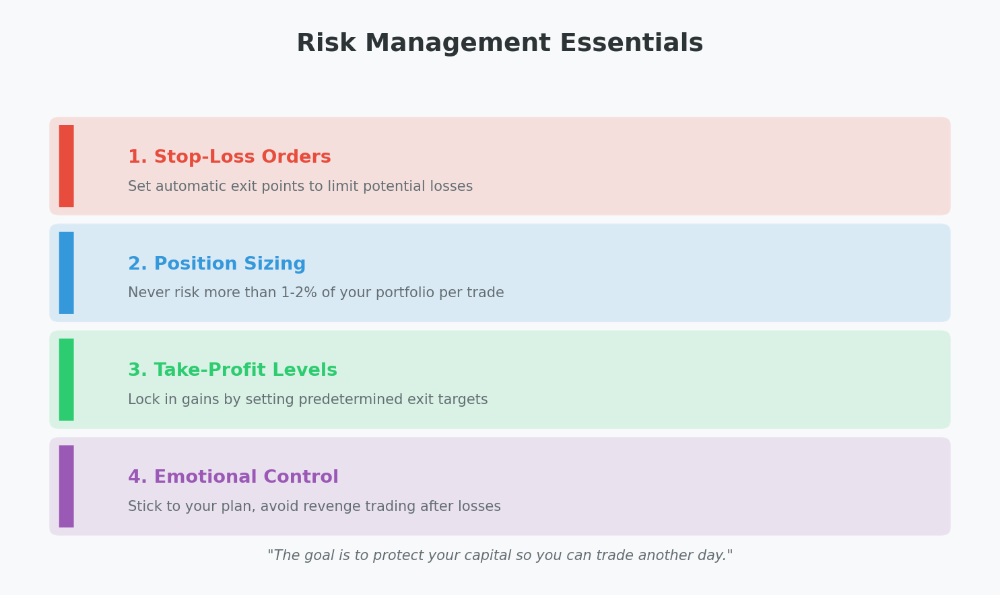 Risk Management Essentials
1. Stop-Loss Orders
Set automatic exit points to limit potential losses
2. Position Sizing
Never risk more than 1-2% of your portfolio per trade
3. Take-Profit Levels
Lock in gains by setting predetermined exit targets
4. Emotional Control
Stick to your plan, avoid revenge trading after losses
"The goal is to protect your capital so you can trade another day."